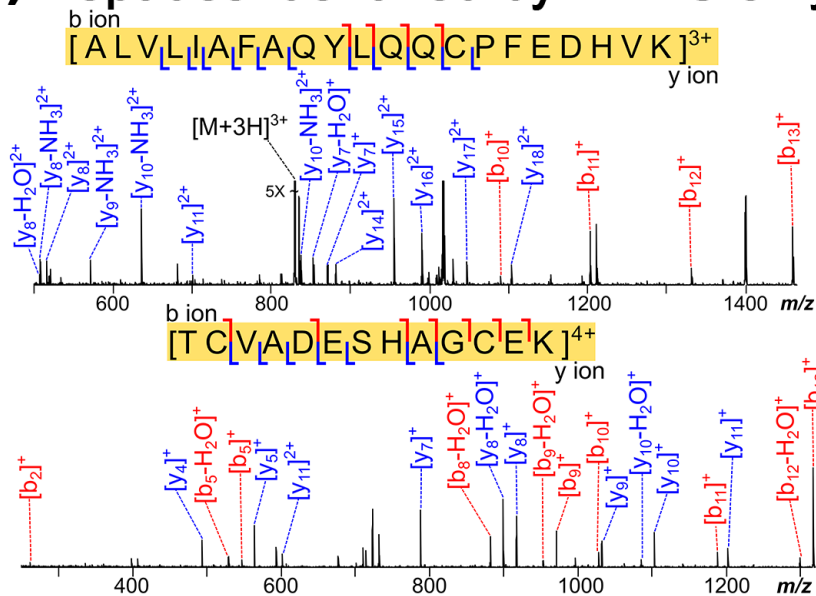 b ion
[ALVLIAFAQYLQQCPFEDHVK]3+
y ion
[y8-H2O]2+
[y8-NH3]2+
[y8]2+
[y9-NH3]2+
[y10-NH3]2+
[y11]2+
[M+3H]3+
5X
[y10-NH3]2+
[y7-H2O]+
[y7]+
[y14]2+
[y15]2+
[y16]2+
[y17]2+
[b10]+
[y18]2+
[b11]+
[b12]+
[b13]+
600 800 1000 1200 1400 m/z
b ion
[TCVADESHAGCEK]4+
y ion
[b2]+
[y4]+
[b5-H2O]+
[b5]+
[y5]+
[y11]2+
[y7]+
[b8-H2O]+
[y8-H2O]+
[y8]+
[b9-H2O]+
[b9]+
[b10]+
[y9]+
[y10-H2O]+
[y10]+
[b11]+
[y11]+
[b12-H2O]+
400 600 800 1000 1200 m/z